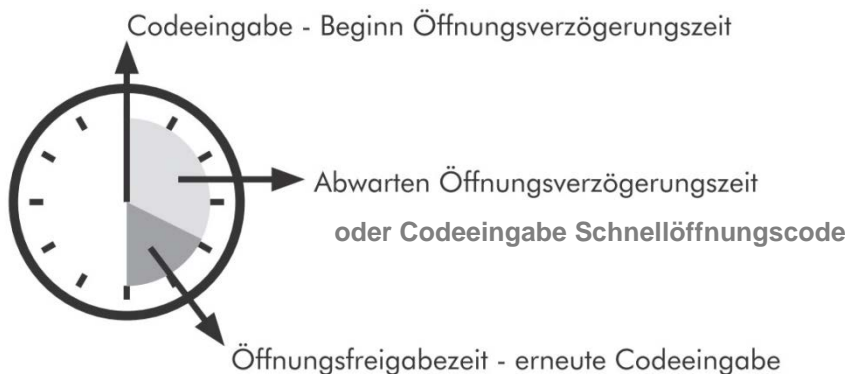 Codeeingabe - Beginn Öffnungsverzögerungszeit
Abwarten Öffnungsverzögerungszeit
oder Codeeingabe Schnellöffnungscode
Öffnungsfreigabezeit - erneute Codeeingabe